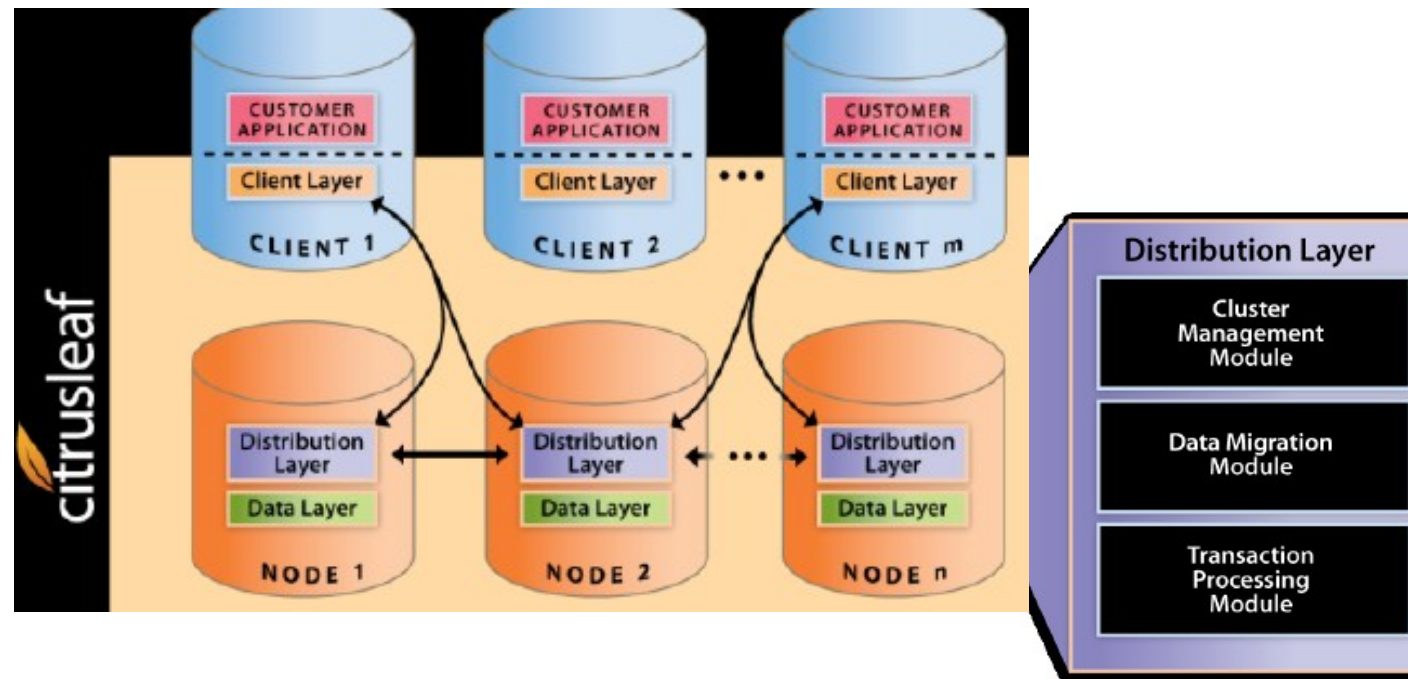 CUSTOMER
APPLICATION
Client Layer
CLIENT 1
CUSTOMER
APPLICATION
Client Layer
CLIENT 2
CUSTOMER
APPLICATION
Client Layer
CLIENT m
citrusleaf
Distribution
Layer
Data Layer
NODE 1
Distribution
Layer
Data Layer
NODE 2
Distribution
Layer
Data Layer
NODE n
Distribution Layer
Cluster
Management
Module
Data Migration
Module
Transaction
Processing
Module